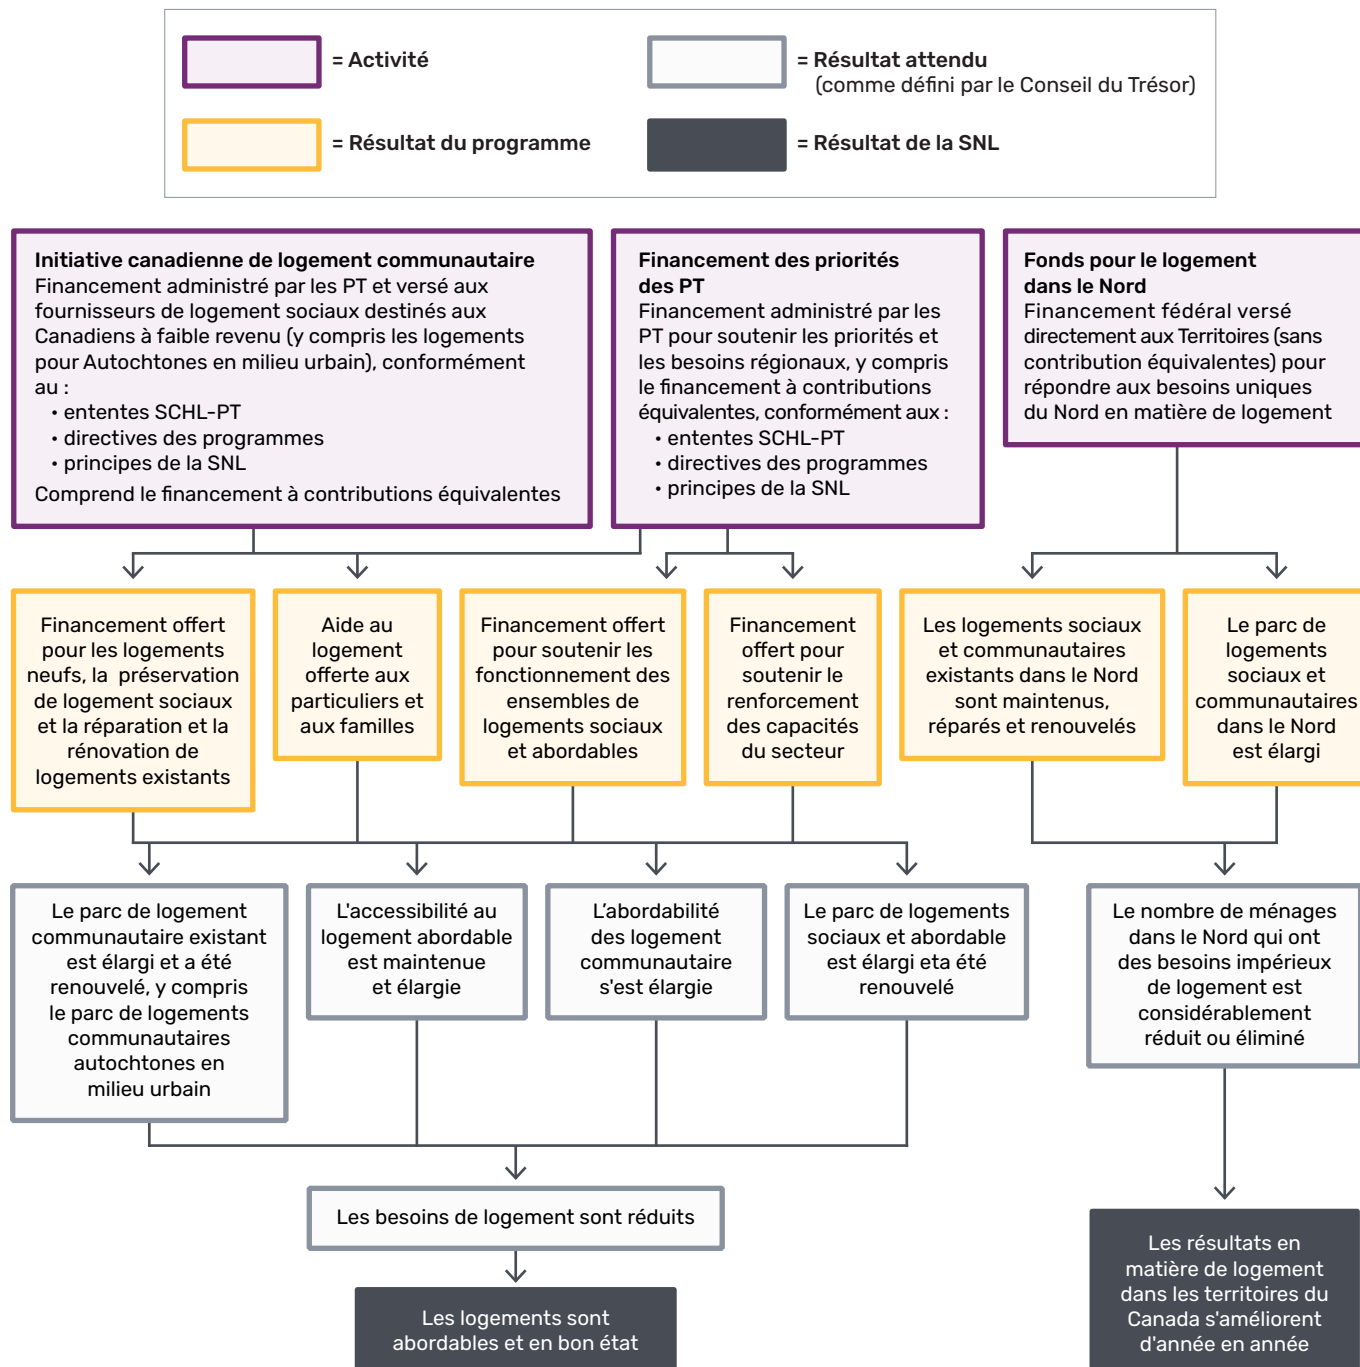 = Activité
= Résultat attendu
(comme défini par le Conseil du Trésor)
= Résultat du programme
= Résultat de la SNL
Initiative canadienne de logement communautaire
Financement administré par les PT et versé aux
fournisseurs de logement sociaux destinés aux
Canadiens à faible revenu (y compris les logements
pour Autochtones en milieu urbain), conformément
au :
• ententes SCHL-PT
• directives des programmes
• principes de la SNL
Comprend le financement à contributions équivalentes
Financement des priorités
des PT
Financement administré par les
PT pour soutenir les priorités et
les besoins régionaux, y compris
le financement à contributions
équivalentes, conformément aux :
• ententes SCHL-PT
• directives des programmes
• principes de la SNL
Fonds pour le logement
dans le Nord
Financement fédéral versé
directement aux Territoires (sans
contribution équivalentes) pour
répondre aux besoins uniques
du Nord en matière de logement
Financement offert
pour les logements
neufs, la préservation
de logement sociaux
et la réparation et la
rénovation de
logements existants
Aide au
logement
offerte aux
particuliers et
aux familles
Financement offert
pour soutenir les
fonctionnement des
ensembles de
logements sociaux
et abordables
Financement
offert pour
soutenir le
renforcement
des capacités
du secteur
Les logements sociaux
et communautaires
existants dans le Nord
sont maintenus,
réparés et renouvelés
Le parc de
logements
sociaux et
communautaires
dans le Nord
est élargi
Le parc de logement
communautaire existant
est élargi et a été
renouvelé, y compris
le parc de logements
communautaires
autochtones en
milieu urbain
L'accessibilité au
logement abordable
est maintenue
et élargie
L’abordabilité
des logement
communautaire
s'est élargie
Le parc de logements
sociaux et abordable
est élargi eta été
renouvelé
Le nombre de ménages
dans le Nord qui ont
des besoins impérieux
de logement est
considérablement
réduit ou éliminé
Les besoins de logement sont réduits
Les logements sont
abordables et en bon état
Les résultats en
matière de logement
dans les territoires du
Canada s'améliorent
d'année en année